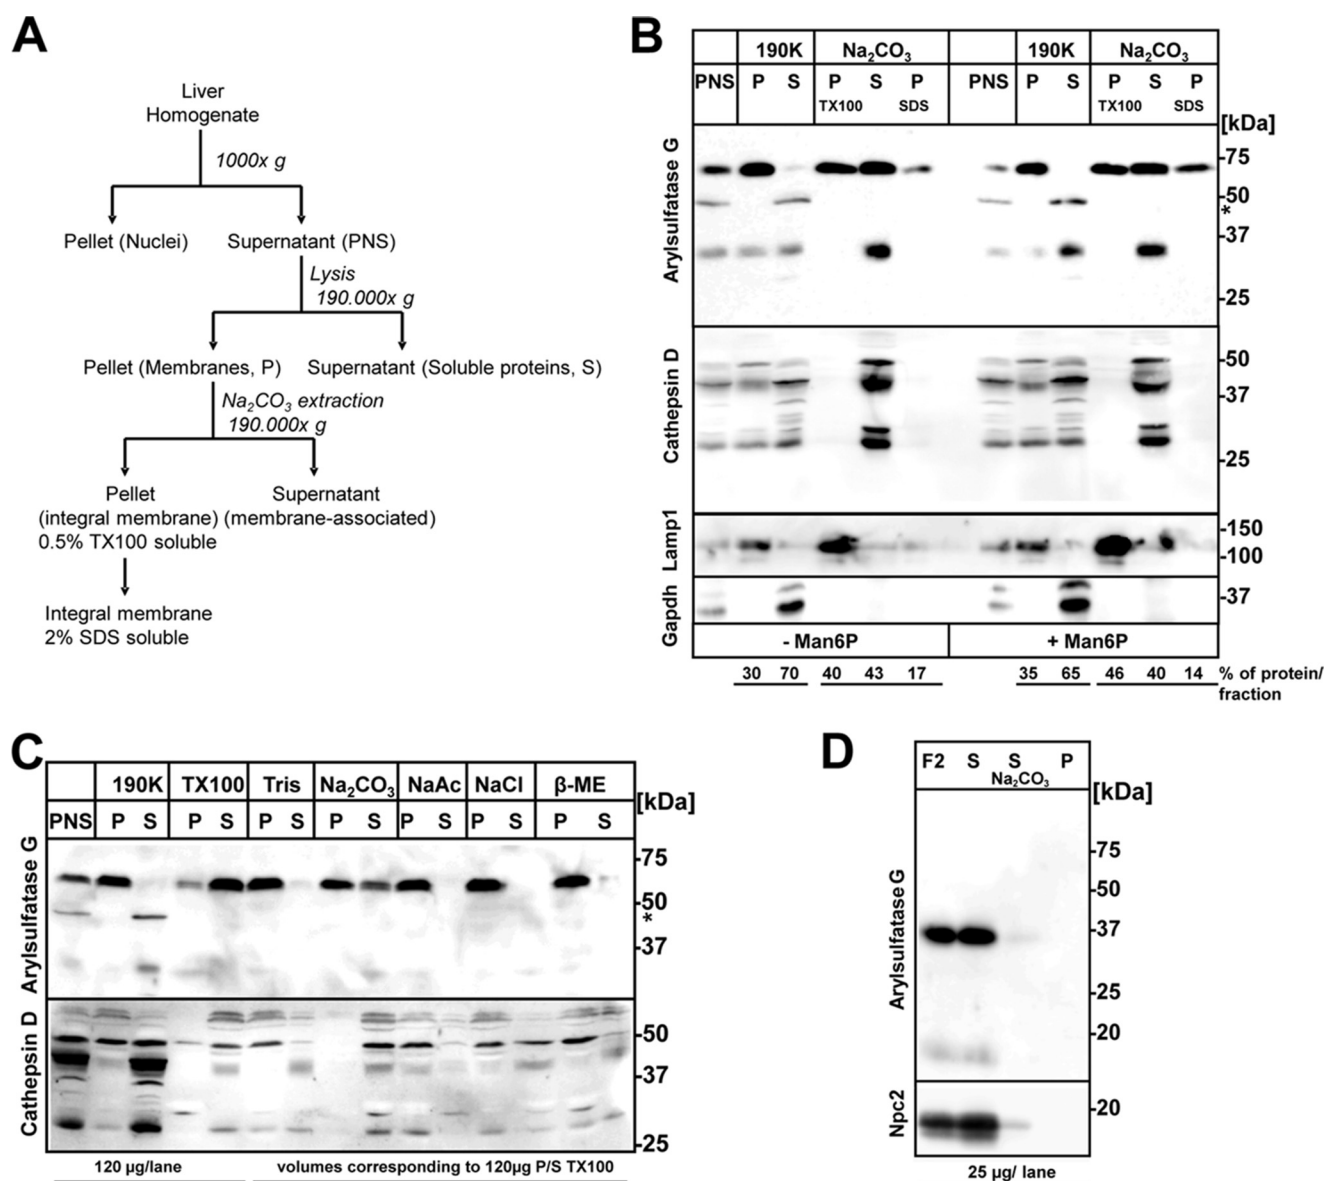 A
Liver
Homogenate
1000x g
Pellet (Nuclei)
Supernatant (PNS)
Lysis
190.000x g
Pellet (Membranes, P)
Supernatant (Soluble proteins, S)
Na₂CO₃ extraction
190.000x g
Pellet
(integral membrane)
0.5% TX100 soluble
Supernatant
(membrane-associated)
Integral membrane
2% SDS soluble
B
190K Na₂CO₃ 190K Na₂CO₃
PNS P S P S P PNS P S P S P
TX100 SDS TX100 SDS
[kDa]
Arylsulfatase G
-75
-50
*
-37
-25
Cathepsin D
-50
-37
-25
Lamp1
-150
-100
Gapdh
-37
- Man6P + Man6P
30 70 40 43 17 35 65 46 40 14 % of protein/
fraction
C
190K TX100 Tris Na₂CO₃ NaAc NaCl β-ME
[kDa]
PNS P S P S P S P S P S P S P S
Arylsulfatase G
-75
-50
*
-37
Cathepsin D
-50
-37
-25
120 µg/lane volumes corresponding to 120µg P/S TX100
D
F2 S S P
Na₂CO₃
[kDa]
Arylsulfatase G
-75
-50
-37
-25
-20
Npc2
-20
25 µg/ lane